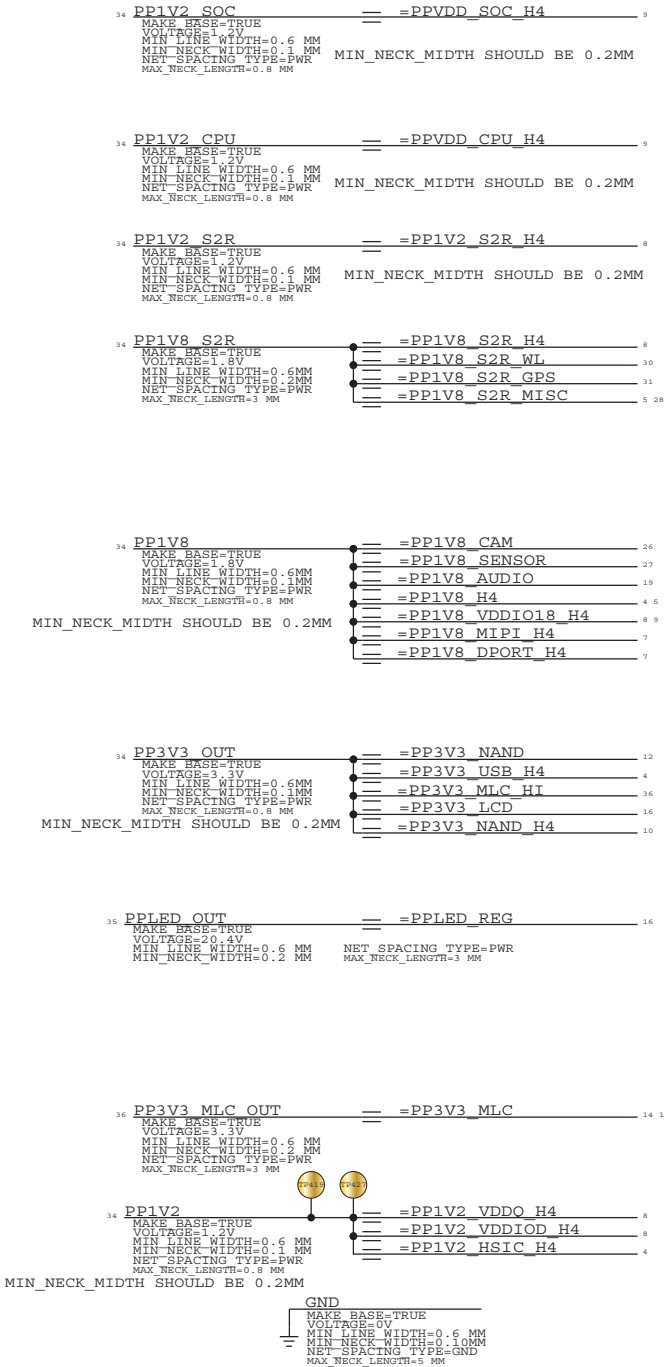 34 PP1V2_SOC =PPVDD_SOC_H4 9
MAKE_BASE=TRUE
VOLTAGE=1.2V
MIN_LINE_WIDTH=0.6 MM
MIN_NECK_WIDTH=0.1 MM
NET_SPACING_TYPE=PWR
MAX_NECK_LENGTH=0.8 MM
MIN_NECK_MIDTH SHOULD BE 0.2MM
34 PP1V2_CPU =PPVDD_CPU_H4 9
MAKE_BASE=TRUE
VOLTAGE=1.2V
MIN_LINE_WIDTH=0.6 MM
MIN_NECK_WIDTH=0.1 MM
NET_SPACING_TYPE=PWR
MAX_NECK_LENGTH=0.8 MM
MIN_NECK_MIDTH SHOULD BE 0.2MM
34 PP1V2_S2R =PP1V2_S2R_H4 8
MAKE_BASE=TRUE
VOLTAGE=1.2V
MIN_LINE_WIDTH=0.6 MM
MIN_NECK_WIDTH=0.1 MM
NET_SPACING_TYPE=PWR
MAX_NECK_LENGTH=0.8 MM
MIN_NECK_MIDTH SHOULD BE 0.2MM
34 PP1V8_S2R =PP1V8_S2R_H4 8
MAKE_BASE=TRUE
VOLTAGE=1.8V
MIN_LINE_WIDTH=0.6MM
MIN_NECK_WIDTH=0.2MM
NET_SPACING_TYPE=PWR
MAX_NECK_LENGTH=3 MM
=PP1V8_S2R_WL 30
=PP1V8_S2R_GPS 31
=PP1V8_S2R_MISC 5 28
34 PP1V8 =PP1V8_CAM 26
MAKE_BASE=TRUE
VOLTAGE=1.8V
MIN_LINE_WIDTH=0.6MM
MIN_NECK_WIDTH=0.1MM
NET_SPACING_TYPE=PWR
MAX_NECK_LENGTH=0.8 MM
MIN_NECK_MIDTH SHOULD BE 0.2MM
=PP1V8_SENSOR 27
=PP1V8_AUDIO 19
=PP1V8_H4 4 5
=PP1V8_VDDIO18_H4 8 9
=PP1V8_MIPI_H4 7
=PP1V8_DPORT_H4 7
34 PP3V3_OUT =PP3V3_NAND 12
MAKE_BASE=TRUE
VOLTAGE=3.3V
MIN_LINE_WIDTH=0.6MM
MIN_NECK_WIDTH=0.1MM
NET_SPACING_TYPE=PWR
MAX_NECK_LENGTH=0.8 MM
MIN_NECK_MIDTH SHOULD BE 0.2MM
=PP3V3_USB_H4 4
=PP3V3_MLC_HI 36
=PP3V3_LCD 16
=PP3V3_NAND_H4 10
35 PPLED_OUT =PPLED_REG 16
MAKE_BASE=TRUE
VOLTAGE=20.4V
MIN_LINE_WIDTH=0.6 MM
MIN_NECK_WIDTH=0.2 MM
NET_SPACING_TYPE=PWR
MAX_NECK_LENGTH=3 MM
36 PP3V3_MLC_OUT =PP3V3_MLC 14 1
MAKE_BASE=TRUE
VOLTAGE=3.3V
MIN_LINE_WIDTH=0.6 MM
MIN_NECK_WIDTH=0.2 MM
NET_SPACING_TYPE=PWR
MAX_NECK_LENGTH=3 MM
TP419 TP427
34 PP1V2 =PP1V2_VDDQ_H4 8
MAKE_BASE=TRUE
VOLTAGE=1.2V
MIN_LINE_WIDTH=0.6 MM
MIN_NECK_WIDTH=0.1 MM
NET_SPACING_TYPE=PWR
MAX_NECK_LENGTH=0.8 MM
MIN_NECK_MIDTH SHOULD BE 0.2MM
=PP1V2_VDDIOD_H4 8
=PP1V2_HSIC_H4 4
GND
MAKE_BASE=TRUE
VOLTAGE=0V
MIN_LINE_WIDTH=0.6 MM
MIN_NECK_WIDTH=0.10MM
NET_SPACING_TYPE=GND
MAX_NECK_LENGTH=5 MM